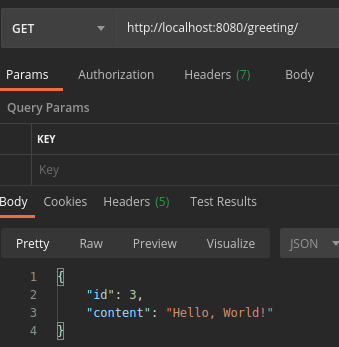 GET http://localhost:8080/greeting/
Params Authorization Headers (7) Body
Query Params
KEY
Key
Body Cookies Headers (5) Test Results
Pretty Raw Preview Visualize JSON
1 {
2 "id": 3,
3 "content": "Hello, World!"
4 }